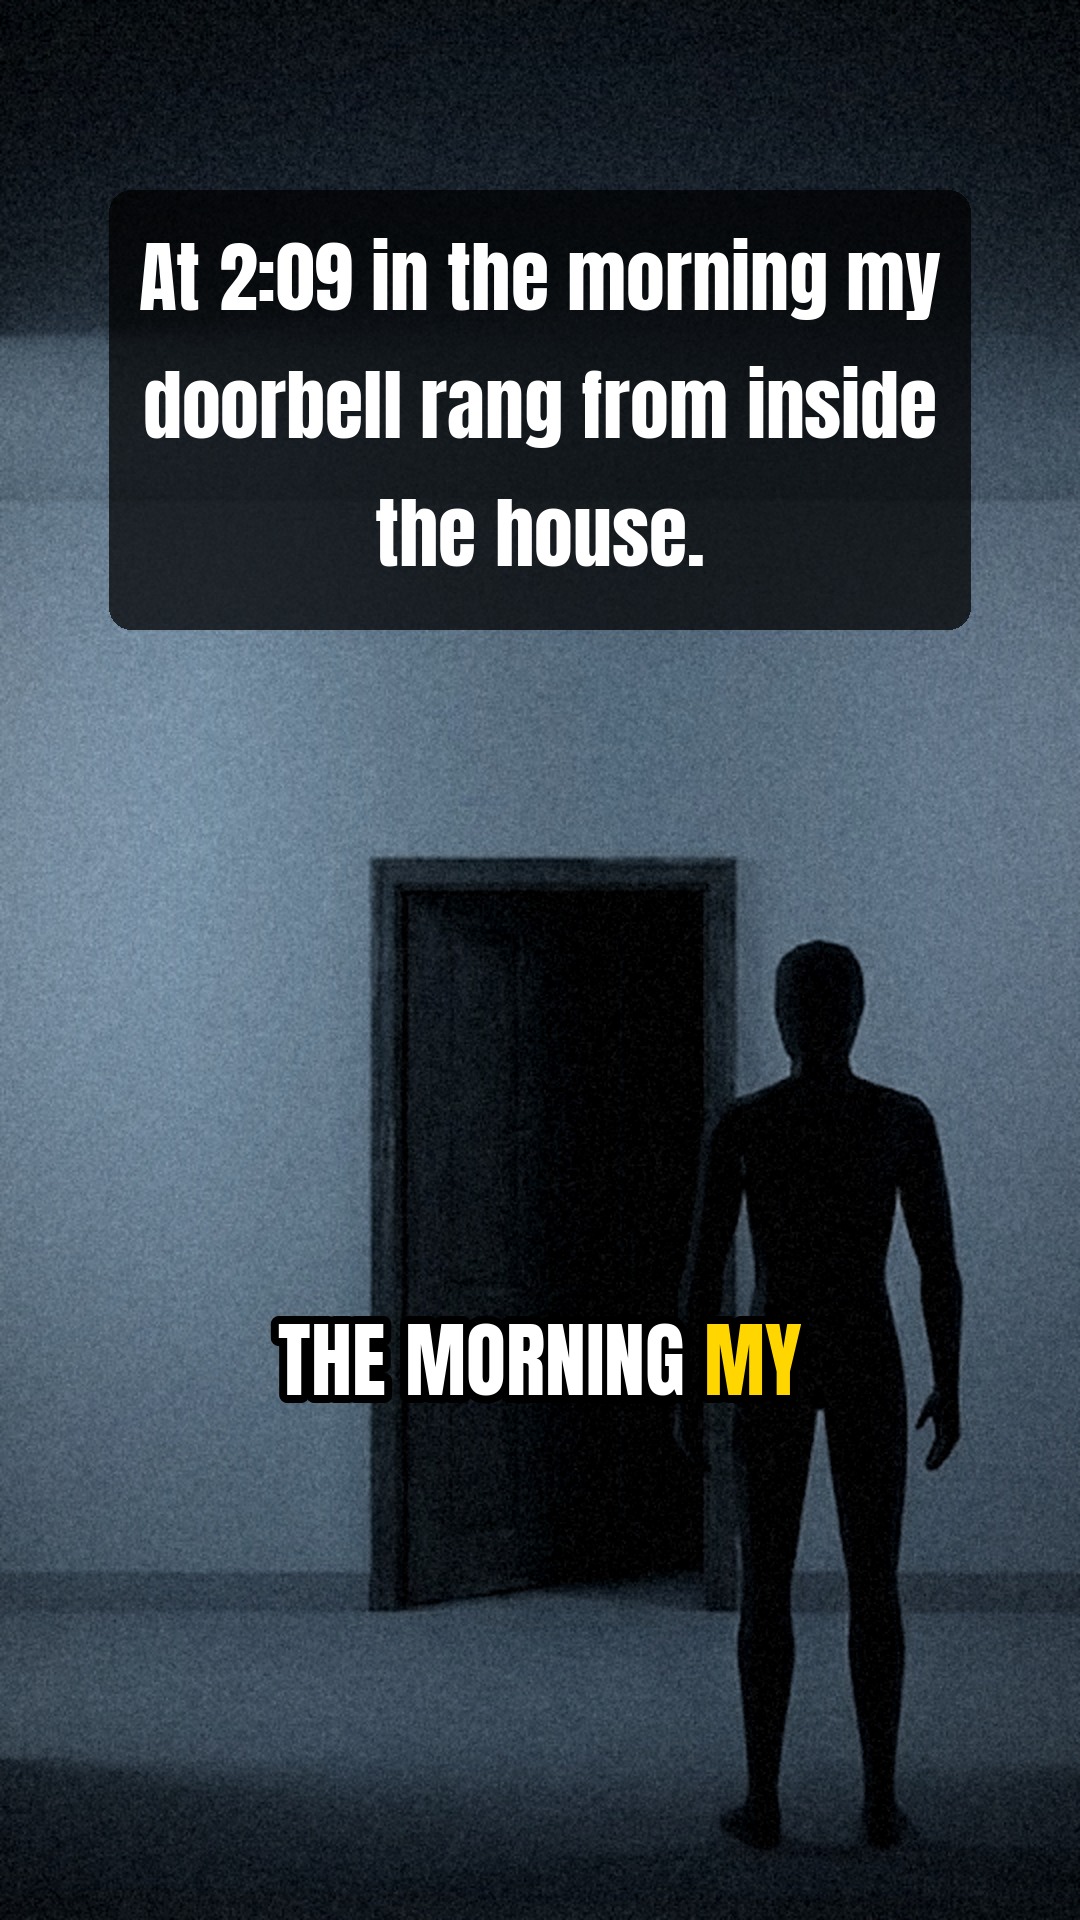 At 2:09 in the morning my
doorbell rang from inside
the house.
THE MORNING MY